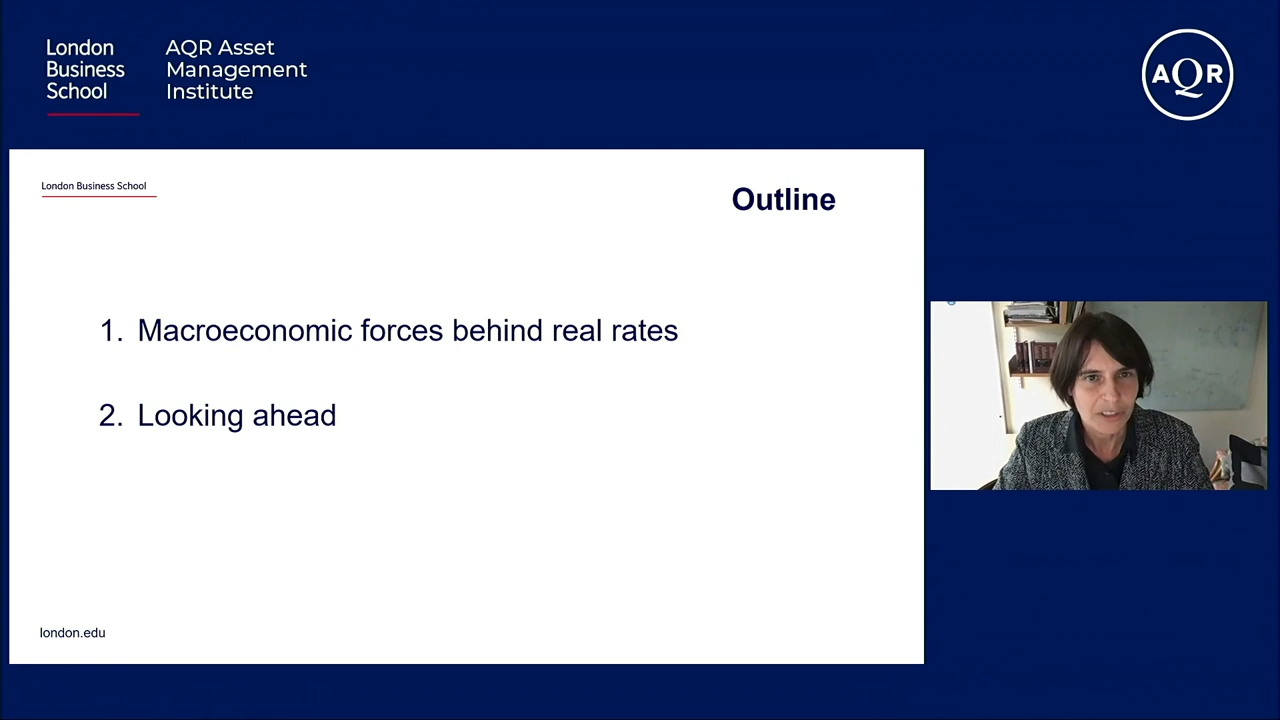 London
Business
School
AQR Asset
Management
Institute
AQR
London Business School
Outline
1. Macroeconomic forces behind real rates
2. Looking ahead
london.edu